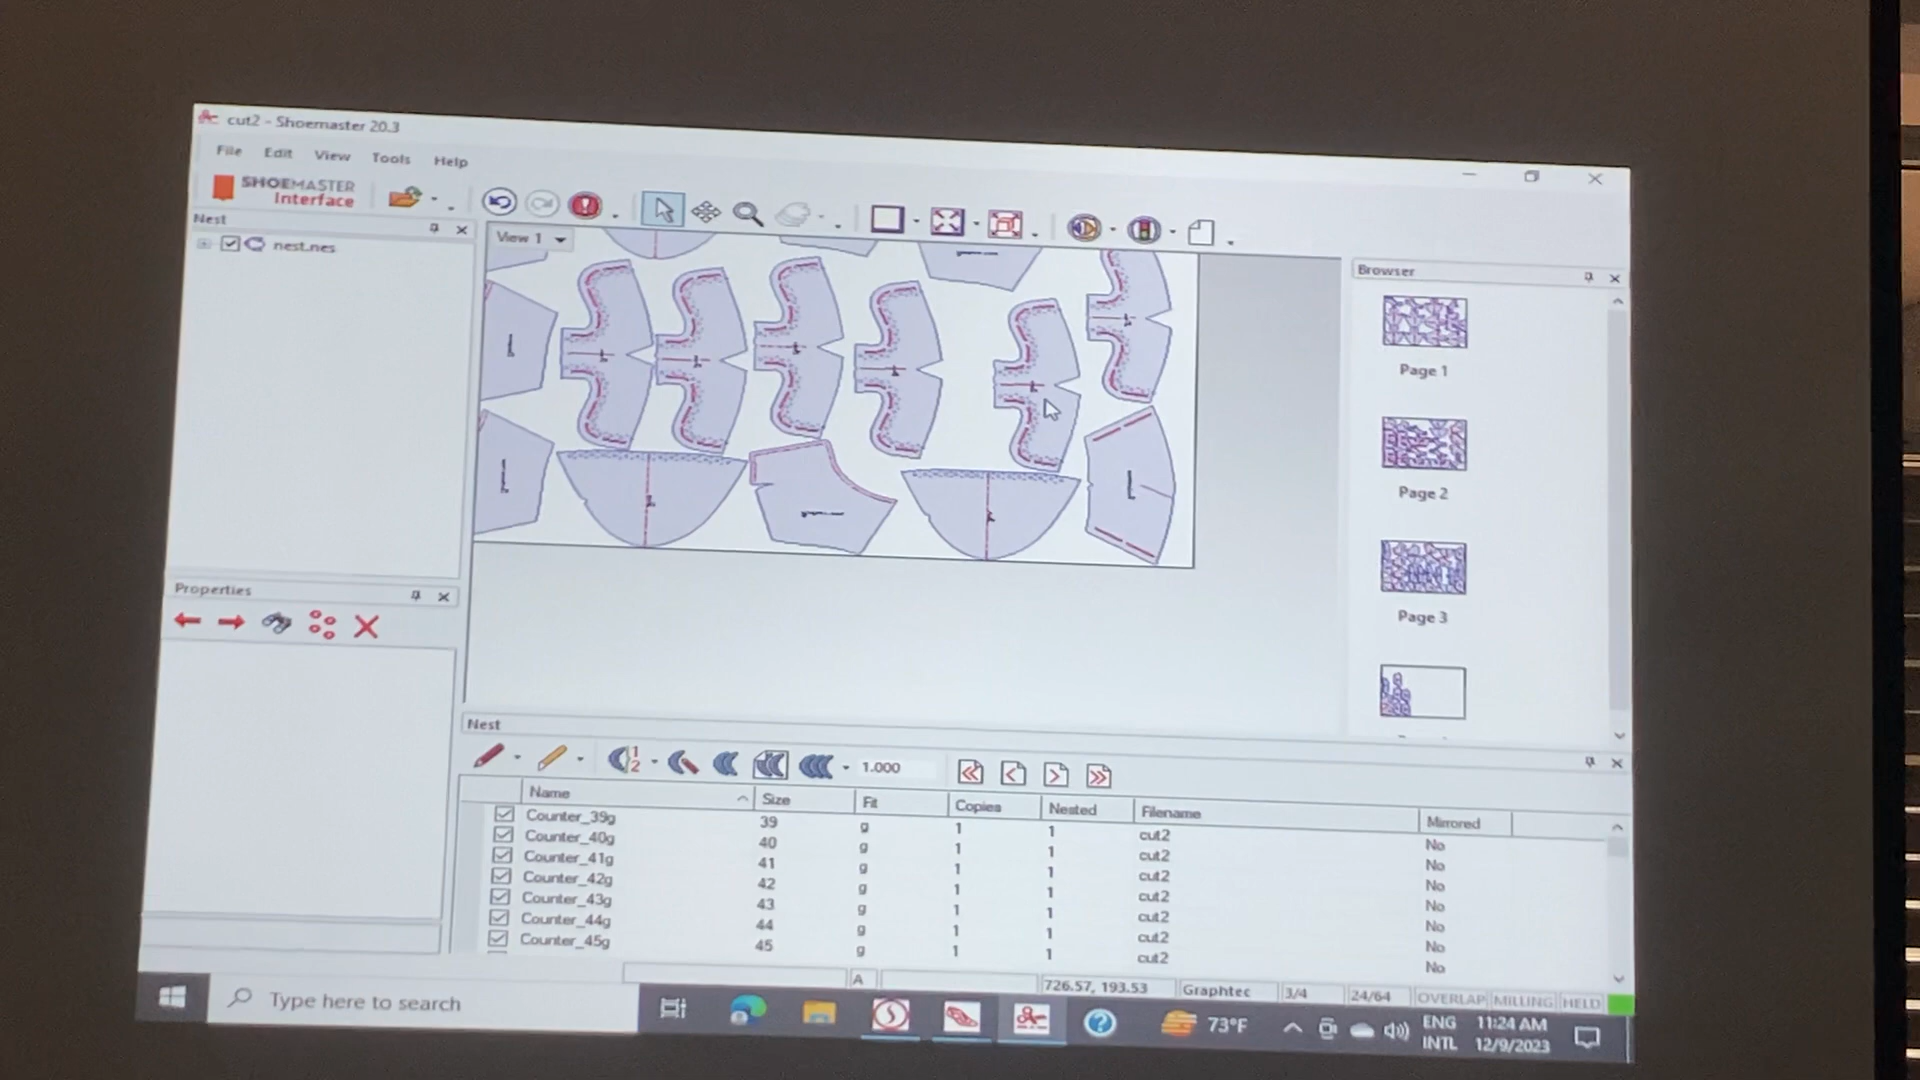 cut2 - Shoemaster 20.3
File Edit View Tools Help
SHOEMASTER
Interface
Nest
nest.nes
View 1
Browser
Page 1
Page 2
Page 3
Properties
Nest
1
2
1.000
Name Size Fit Copies Nested Filename Mirrored
Counter_39g 39 g 1 1 cut2 No
Counter_40g 40 g 1 1 cut2 No
Counter_41g 41 g 1 1 cut2 No
Counter_42g 42 g 1 1 cut2 No
Counter_43g 43 g 1 1 cut2 No
Counter_44g 44 g 1 1 cut2 No
Counter_45g 45 g 1 1 cut2 No
A 726.57, 193.53 Graphtec 3/4 24/64 OVERLAP MILLING HELD
Type here to search
73°F
ENG
INTL
11:24 AM
12/9/2023